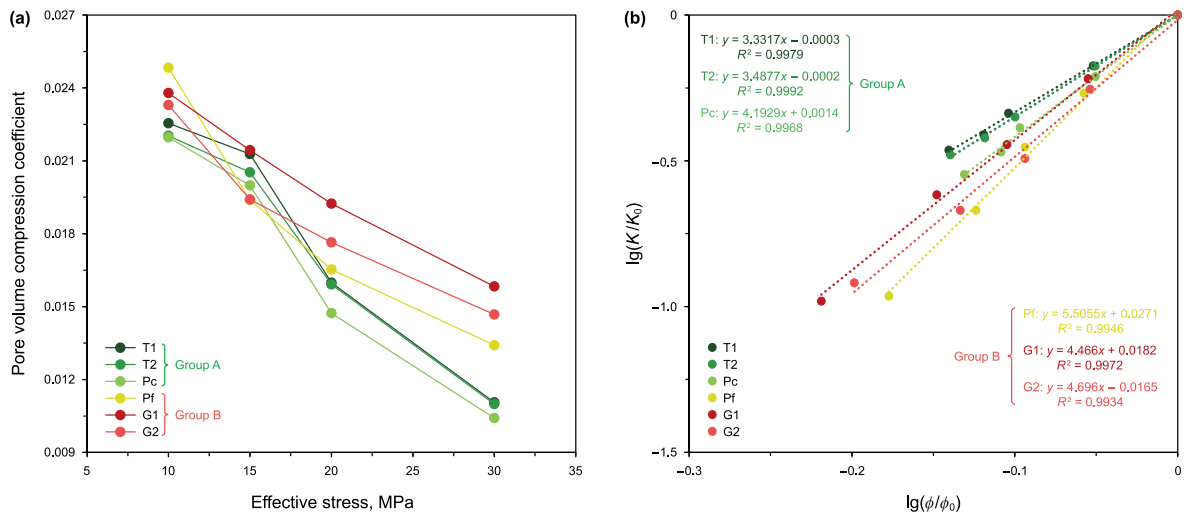 (a)
0.027
0.024
0.021
0.018
0.015
0.012
0.009
Pore volume compression coefficient
T1
T2
Pc
Pf
G1
G2
Group A
Group B
5
10
15
20
25
30
35
Effective stress, MPa
(b)
0
−0.5
−1.0
−1.5
lg(K/K₀)
T1: y = 3.3317x − 0.0003
R² = 0.9979
T2: y = 3.4877x − 0.0002
R² = 0.9992
Pc: y = 4.1929x + 0.0014
R² = 0.9968
Group A
Pf: y = 5.5055x + 0.0271
R² = 0.9946
G1: y = 4.466x + 0.0182
R² = 0.9972
G2: y = 4.696x − 0.0165
R² = 0.9934
Group B
T1
T2
Pc
Pf
G1
G2
−0.3
−0.2
−0.1
0
lg(ϕ/ϕ₀)